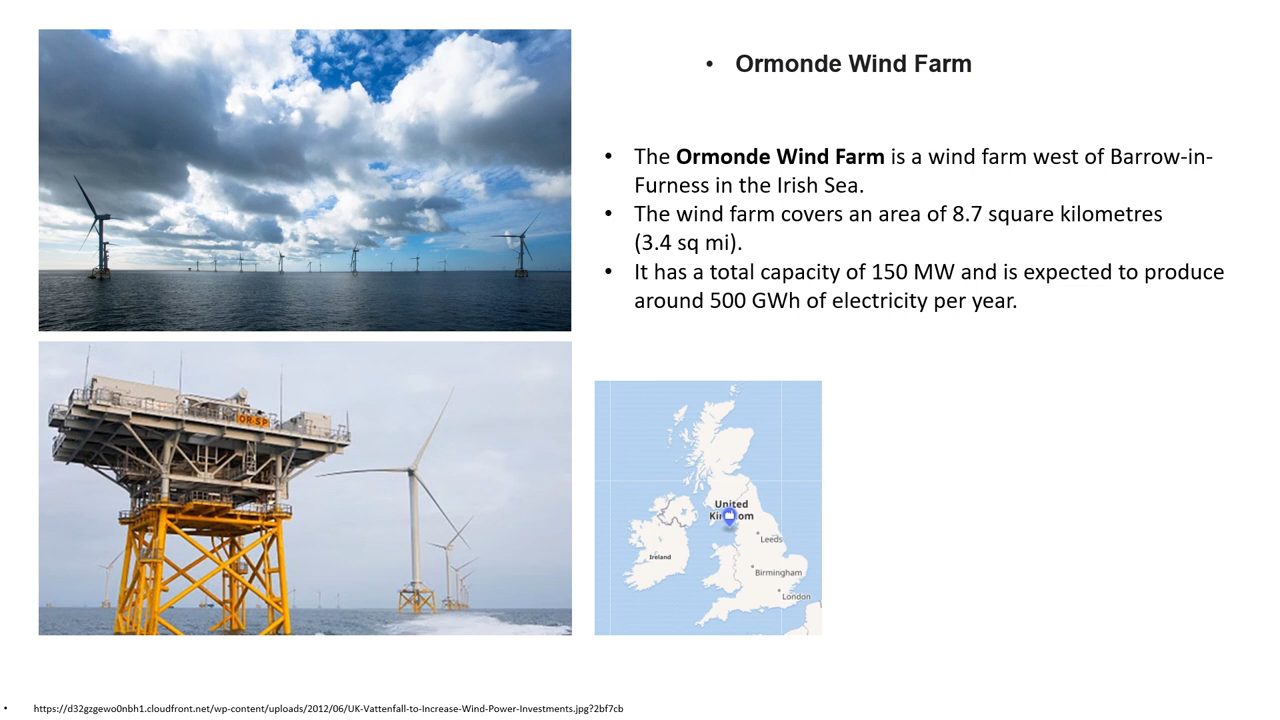 • Ormonde Wind Farm
• The Ormonde Wind Farm is a wind farm west of Barrow-in-
Furness in the Irish Sea.
• The wind farm covers an area of 8.7 square kilometres
(3.4 sq mi).
• It has a total capacity of 150 MW and is expected to produce
around 500 GWh of electricity per year.
OR-SP
United
Kingdom
Leeds
Ireland
Birmingham
London
• https://d32gzgewo0nbh1.cloudfront.net/wp-content/uploads/2012/06/UK-Vattenfall-to-Increase-Wind-Power-Investments.jpg?2bf7cb